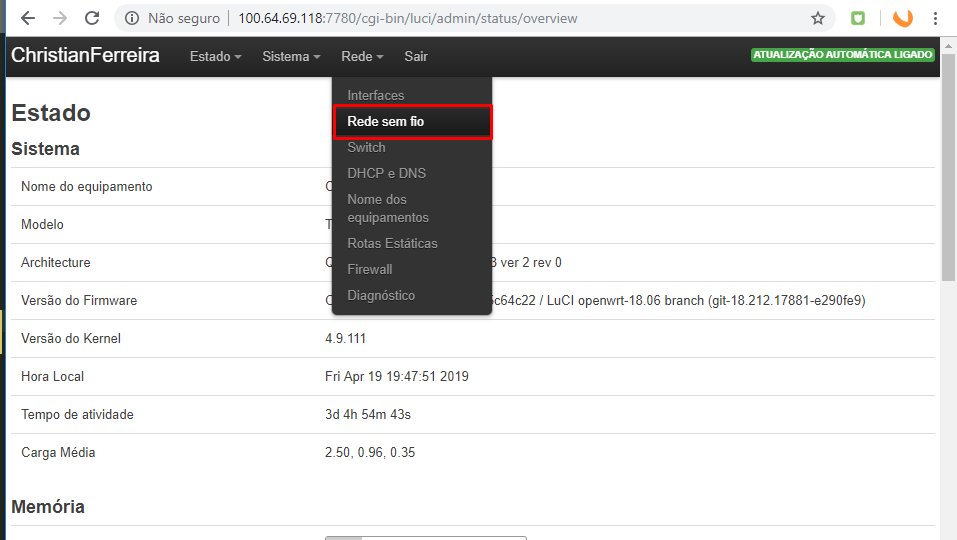 Não seguro | 100.64.69.118:7780/cgi-bin/luci/admin/status/overview
ChristianFerreira Estado Sistema Rede Sair ATUALIZAÇÃO AUTOMÁTICA LIGADO
Interfaces
Rede sem fio
Switch
DHCP e DNS
Nome dos
equipamentos
Rotas Estáticas
Firewall
Diagnóstico
Estado
Sistema
Nome do equipamento
Modelo
Architecture 3 ver 2 rev 0
Versão do Firmware c64c22 / LuCI openwrt-18.06 branch (git-18.212.17881-e290fe9)
Versão do Kernel 4.9.111
Hora Local Fri Apr 19 19:47:51 2019
Tempo de atividade 3d 4h 54m 43s
Carga Média 2.50, 0.96, 0.35
Memória